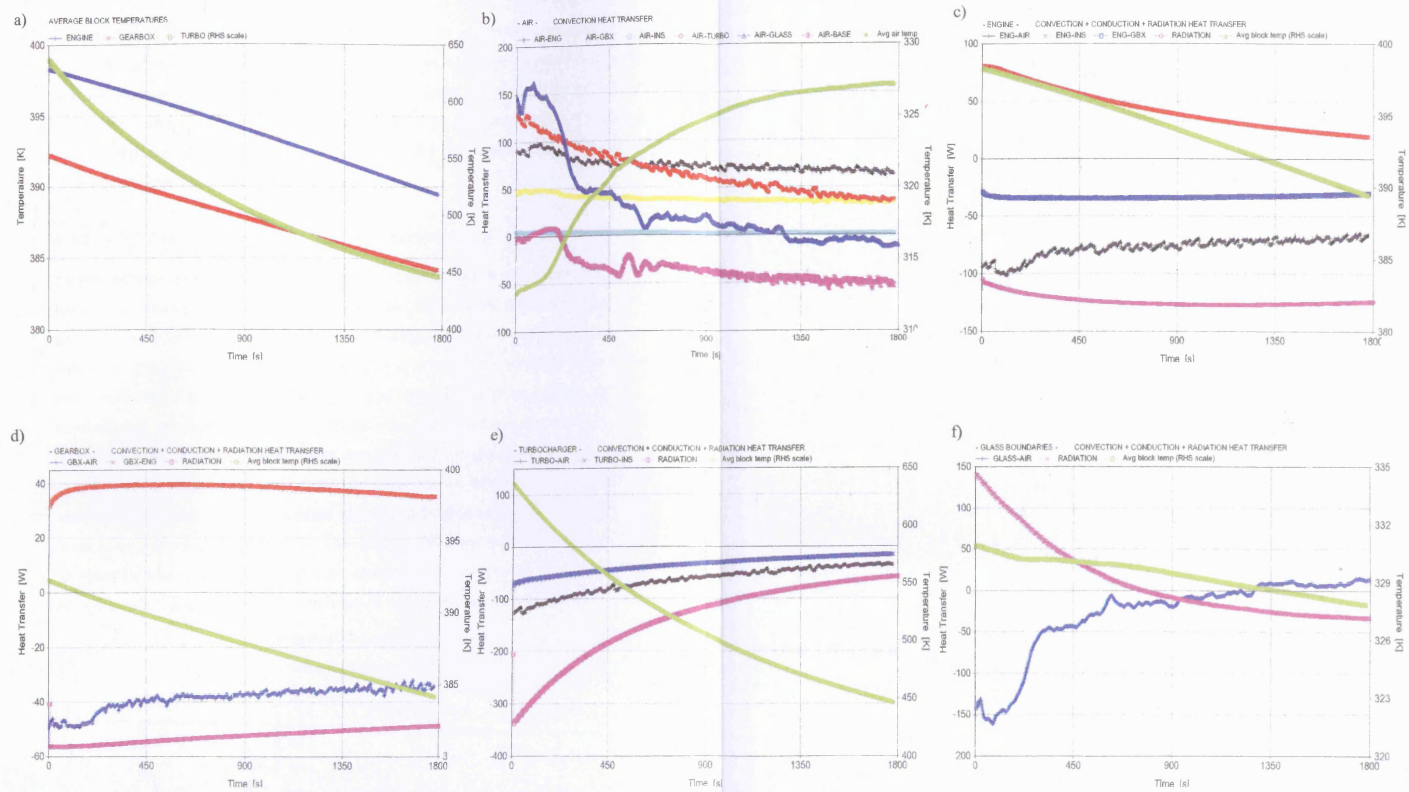 a)
AVERAGE BLOCK TEMPERATURES
ENGINE GEARBOX TURBO (RHS scale)
400
395
390
385
380
650
600
550
500
450
400
Temperature [K]
Temperature [K]
0 450 900 1350 1800
Time [s]
b)
- AIR - CONVECTION HEAT TRANSFER
AIR-ENG AIR-GBX AIR-INS AIR-TURBO AIR-GLASS AIR-BASE Avg air temp
200
150
100
50
0
-50
100
330
325
320
315
310
Heat Transfer [W]
Temperature [K]
0 450 900 1350 1800
Time [s]
c)
- ENGINE - CONVECTION + CONDUCTION + RADIATION HEAT TRANSFER
ENG-AIR ENG-INS ENG-GBX RADIATION Avg block temp (RHS scale)
100
50
0
-50
-100
-150
400
395
390
385
380
Heat Transfer [W]
Temperature [K]
0 450 900 1350 1800
Time [s]
d)
- GEARBOX - CONVECTION + CONDUCTION + RADIATION HEAT TRANSFER
GBX-AIR GBX-ENG RADIATION Avg block temp (RHS scale)
40
20
0
-20
-40
-60
400
395
390
385
3
Heat Transfer [W]
Temperature [K]
0 450 900 1350 1800
Time [s]
e)
- TURBOCHARGER - CONVECTION + CONDUCTION + RADIATION HEAT TRANSFER
TURBO-AIR TURBO-INS RADIATION Avg block temp (RHS scale)
100
0
-100
-200
-300
-400
650
600
550
500
450
400
Heat Transfer [W]
Temperature [K]
0 450 900 1350 1800
Time [s]
f)
- GLASS BOUNDARIES - CONVECTION + CONDUCTION + RADIATION HEAT TRANSFER
GLASS-AIR RADIATION Avg block temp (RHS scale)
150
100
50
0
-50
-100
-150
200
335
332
329
326
323
320
Heat Transfer [W]
Temperature [K]
0 450 900 1350 1800
Time [s]